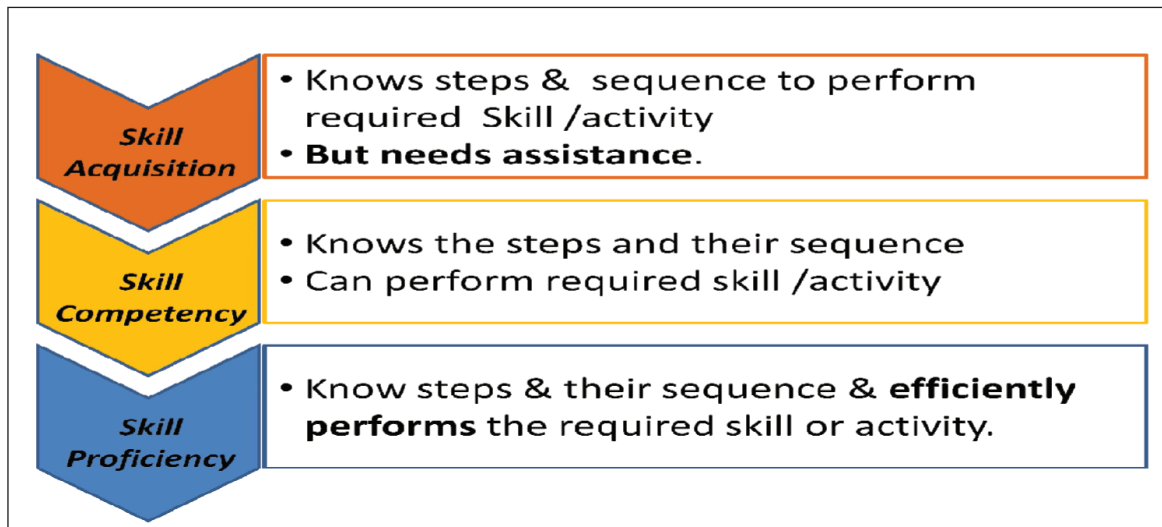 Skill
Acquisition
• Knows steps & sequence to perform
required Skill /activity
• But needs assistance.
Skill
Competency
• Knows the steps and their sequence
• Can perform required skill /activity
Skill
Proficiency
• Know steps & their sequence & efficiently
performs the required skill or activity.